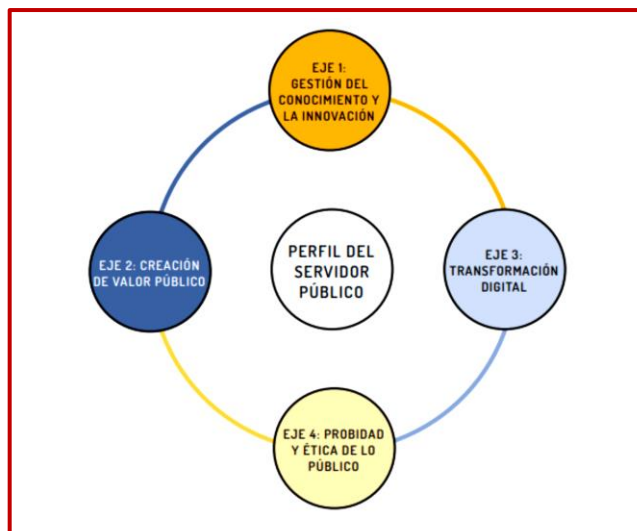 EJE 1:
GESTIÓN DEL
CONOCIMIENTO Y
LA INNOVACIÓN
EJE 2: CREACIÓN
DE VALOR PÚBLICO
PERFIL DEL
SERVIDOR
PÚBLICO
EJE 3:
TRANSFORMACIÓN
DIGITAL
EJE 4: PROBIDAD
Y ÉTICA DE LO
PÚBLICO